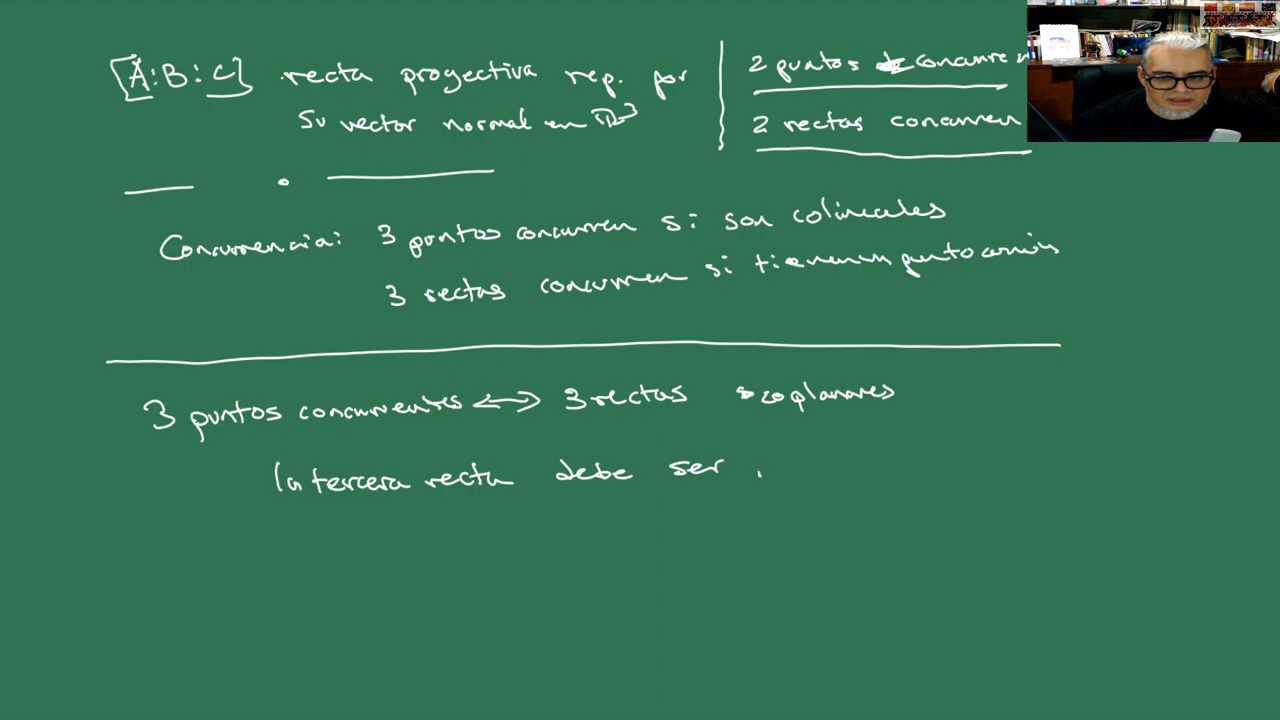 [A:B:C] recta proyectiva rep. por
su vector normal en ℝ³
2 puntos concurren
2 rectas concurren
Concurrencia: 3 puntos concurren si son colineales
3 rectas concurren si tienen un punto común
3 puntos concurrentes ⟷ 3 rectas coplanares
la tercera recta debe ser